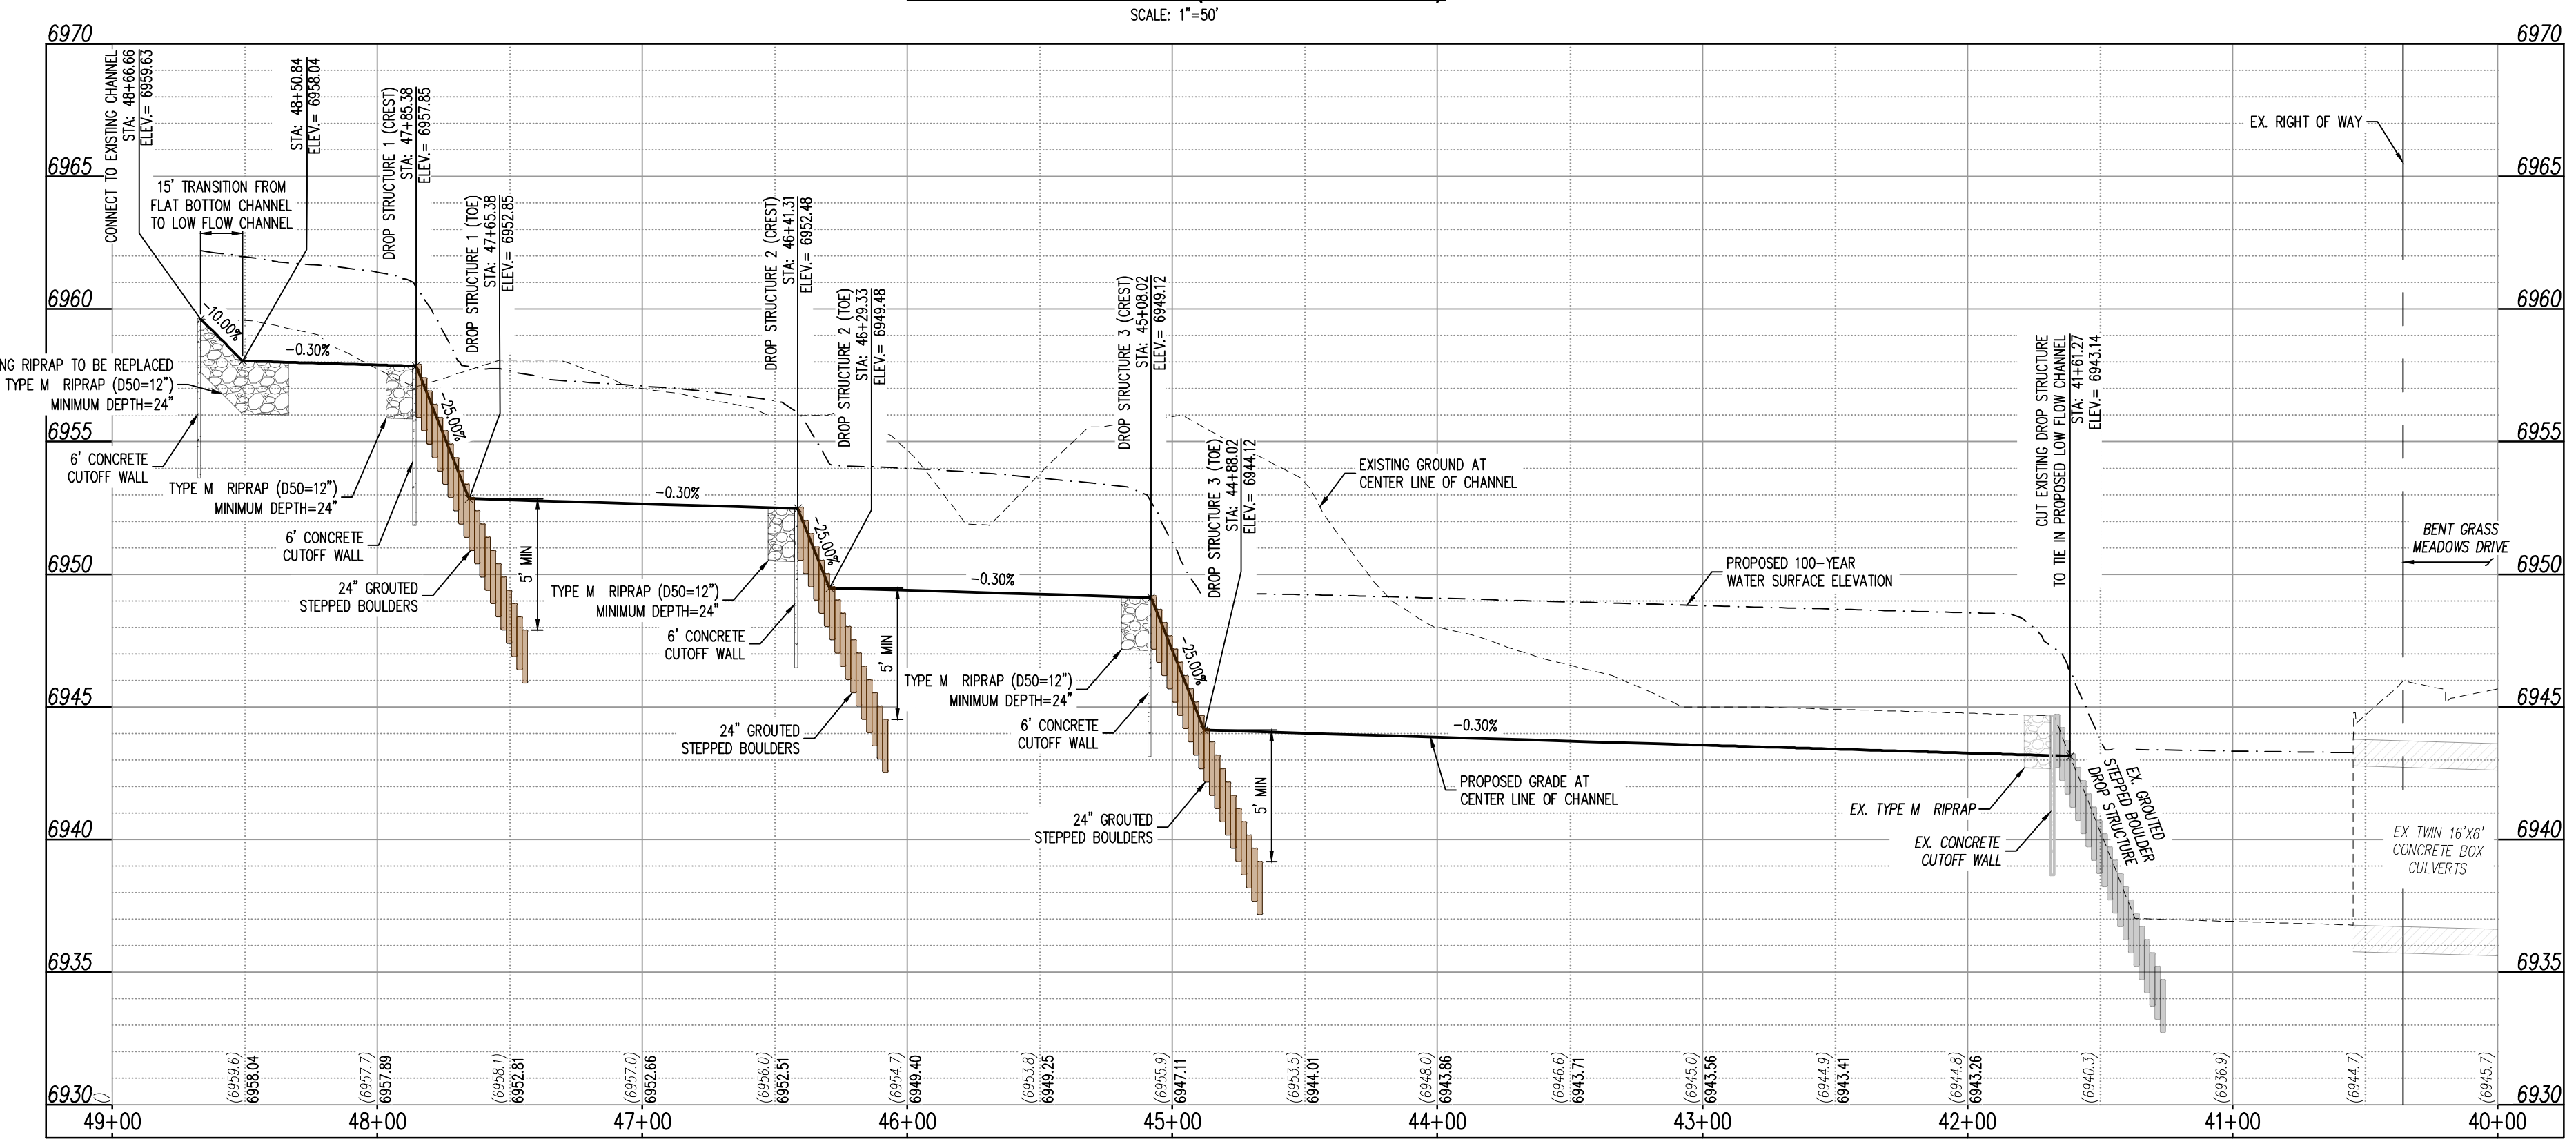 SCALE: 1"=50'
6970
6970
6965
6965
6960
6960
6955
6955
6950
6950
6945
6945
6940
6940
6935
6935
6930
6930
CONNECT TO EXISTING CHANNEL
STA: 48+66.66
ELEV.= 6959.63
STA: 48+50.84
ELEV.= 6958.04
15' TRANSITION FROM
FLAT BOTTOM CHANNEL
TO LOW FLOW CHANNEL
DROP STRUCTURE 1 (CREST)
STA: 47+85.38
ELEV.= 6957.85
DROP STRUCTURE 1 (TOE)
STA: 47+65.38
ELEV.= 6952.85
DROP STRUCTURE 2 (CREST)
STA: 46+41.31
ELEV.= 6952.48
DROP STRUCTURE 2 (TOE)
STA: 46+29.33
ELEV.= 6949.48
DROP STRUCTURE 3 (CREST)
STA: 45+08.02
ELEV.= 6949.12
DROP STRUCTURE 3 (TOE)
STA: 44+88.02
ELEV.= 6944.12
CUT EXISTING DROP STRUCTURE
TO TIE IN PROPOSED LOW FLOW CHANNEL
STA: 41+61.27
ELEV.= 6943.14
EX. RIGHT OF WAY
BENT GRASS
MEADOWS DRIVE
-10.00%
-0.30%
NG RIPRAP TO BE REPLACED
TYPE M RIPRAP (D50=12")
MINIMUM DEPTH=24"
6' CONCRETE
CUTOFF WALL
-25.00%
TYPE M RIPRAP (D50=12")
MINIMUM DEPTH=24"
6' CONCRETE
CUTOFF WALL
24" GROUTED
STEPPED BOULDERS
5' MIN
-0.30%
-25.00%
TYPE M RIPRAP (D50=12")
MINIMUM DEPTH=24"
6' CONCRETE
CUTOFF WALL
24" GROUTED
STEPPED BOULDERS
5' MIN
-0.30%
-25.00%
TYPE M RIPRAP (D50=12")
MINIMUM DEPTH=24"
6' CONCRETE
CUTOFF WALL
24" GROUTED
STEPPED BOULDERS
5' MIN
EXISTING GROUND AT
CENTER LINE OF CHANNEL
PROPOSED 100-YEAR
WATER SURFACE ELEVATION
-0.30%
PROPOSED GRADE AT
CENTER LINE OF CHANNEL
EX. TYPE M RIPRAP
EX. CONCRETE
CUTOFF WALL
EX. GROUTED
STEPPED BOULDER
DROP STRUCTURE
EX TWIN 16'X6'
CONCRETE BOX
CULVERTS
()
(6959.6)
6958.04
(6957.7)
6957.89
(6958.1)
6952.81
(6957.0)
6952.66
(6956.0)
6952.51
(6954.7)
6949.40
(6953.8)
6949.25
(6955.9)
6947.11
(6953.5)
6944.01
(6948.0)
6943.86
(6946.6)
6943.71
(6945.0)
6943.56
(6944.9)
6943.41
(6944.8)
6943.26
(6940.3)
(6936.9)
(6944.7)
(6945.7)
49+00
48+00
47+00
46+00
45+00
44+00
43+00
42+00
41+00
40+00